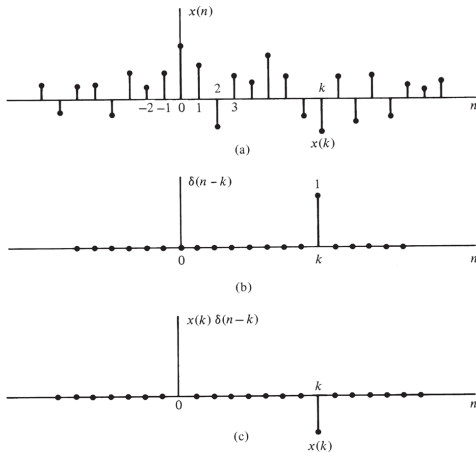 x(n)
2 k
−2 −1 0 1 3 n
x(k)
(a)
δ(n − k)
1
0 k n
(b)
x(k) δ(n − k)
k
0 n
x(k)
(c)